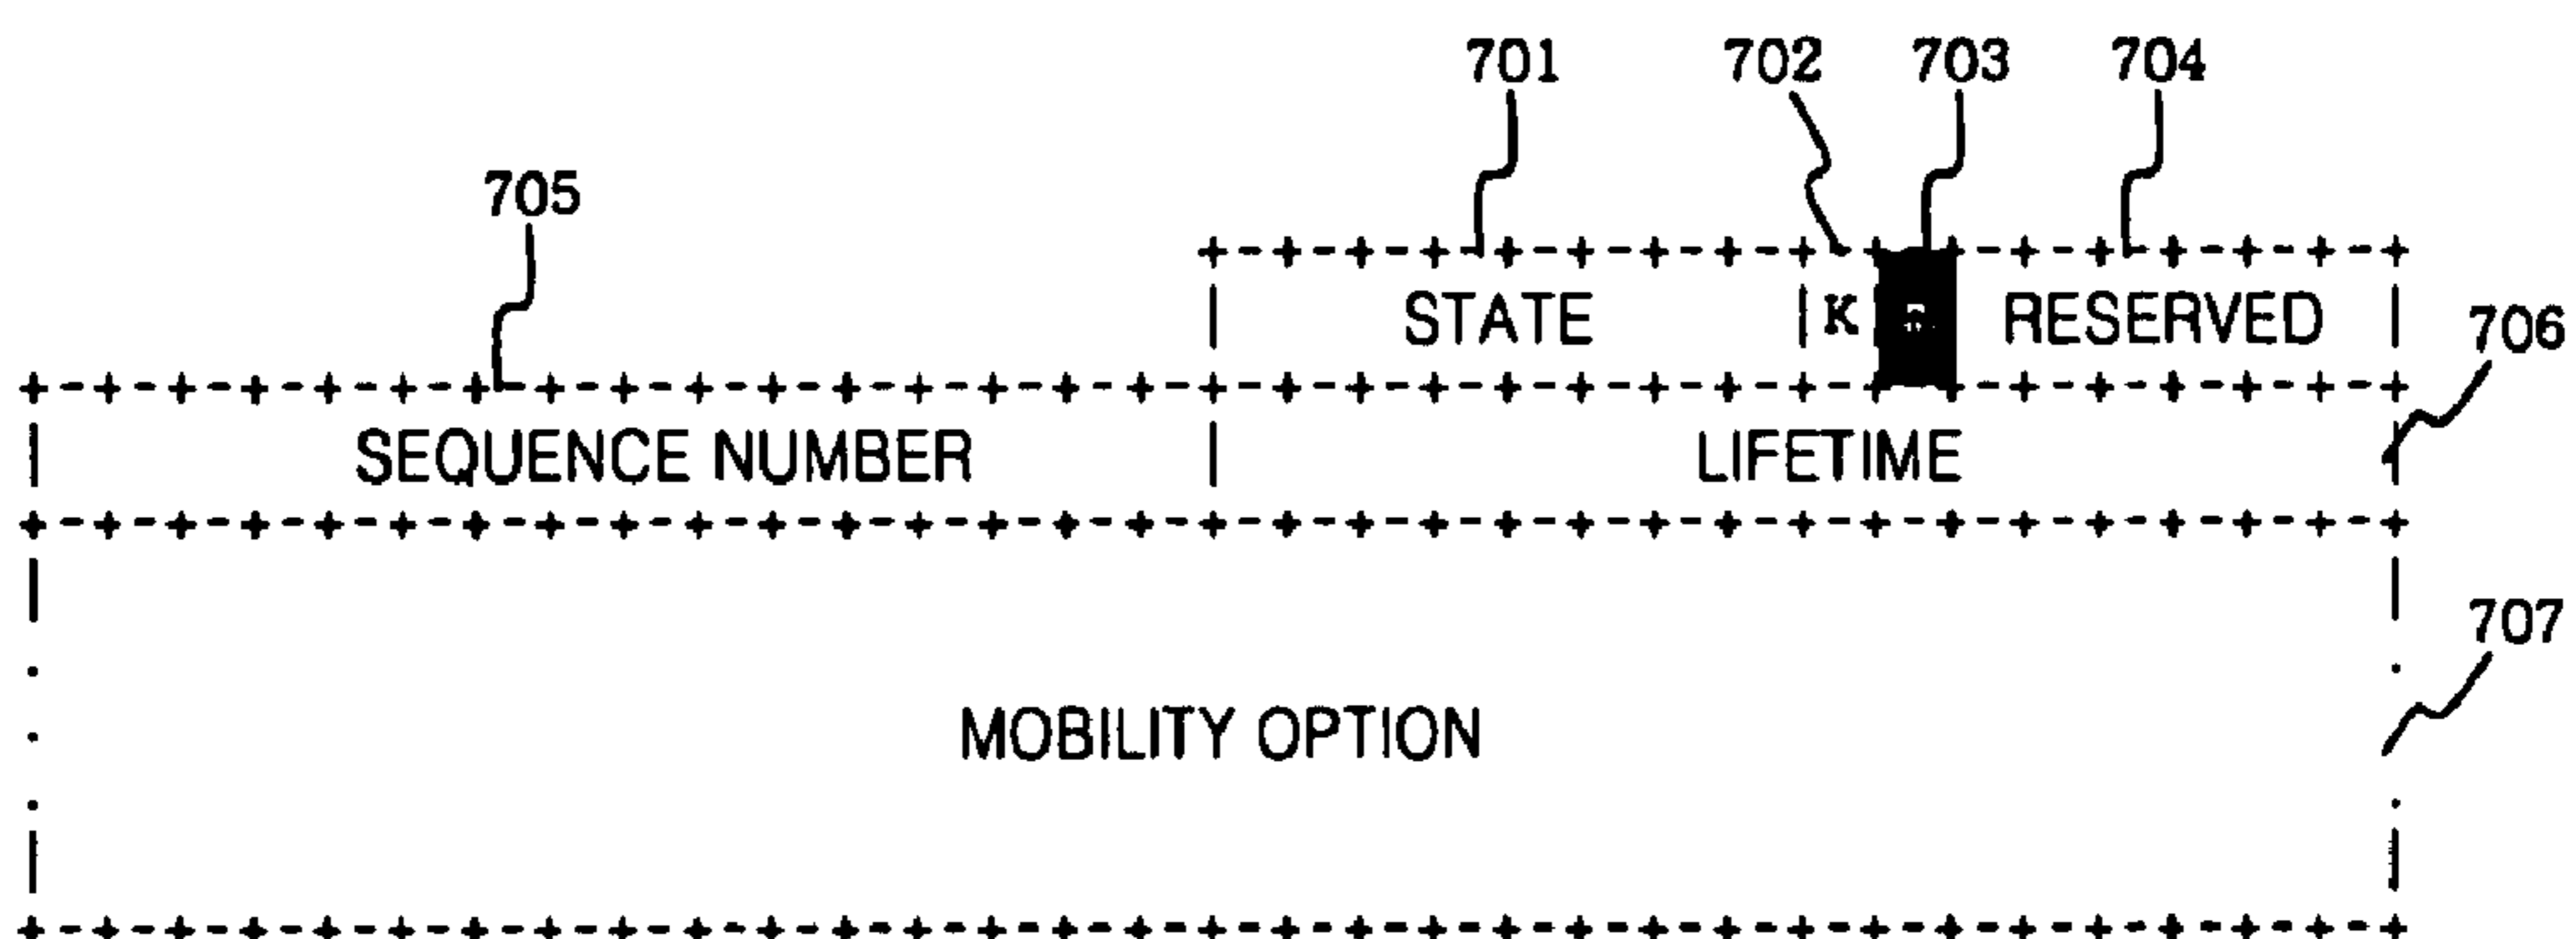 701 702 703 704
705
STATE K RESERVED
706
SEQUENCE NUMBER LIFETIME
707
MOBILITY OPTION